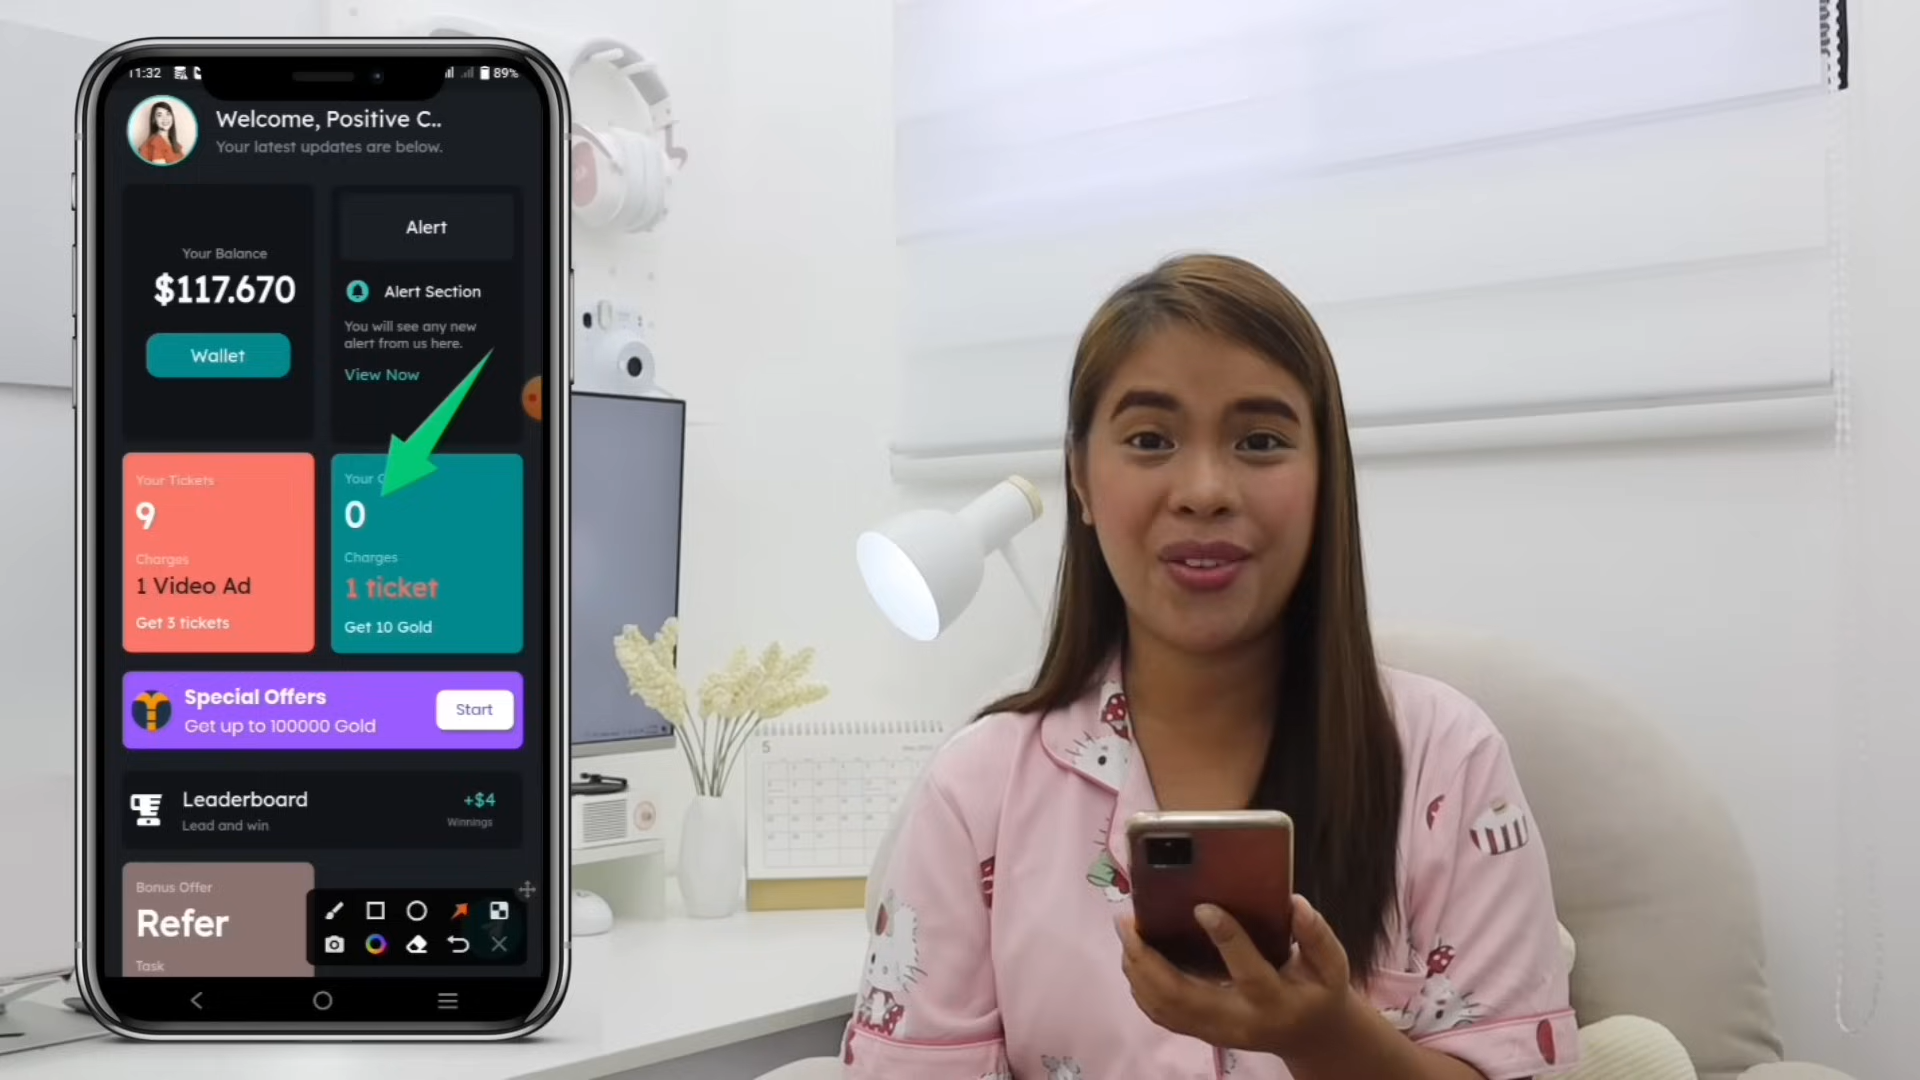 11:32
89%
Welcome, Positive C..
Your latest updates are below.
Your Balance
$117.670
Wallet
Alert
Alert Section
You will see any new
alert from us here.
View Now
Your Tickets
9
Charges
1 Video Ad
Get 3 tickets
Your
0
Charges
1 ticket
Get 10 Gold
Special Offers
Get up to 100000 Gold
Start
Leaderboard
Lead and win
+$4
Winnings
Bonus Offer
Refer
Task
5